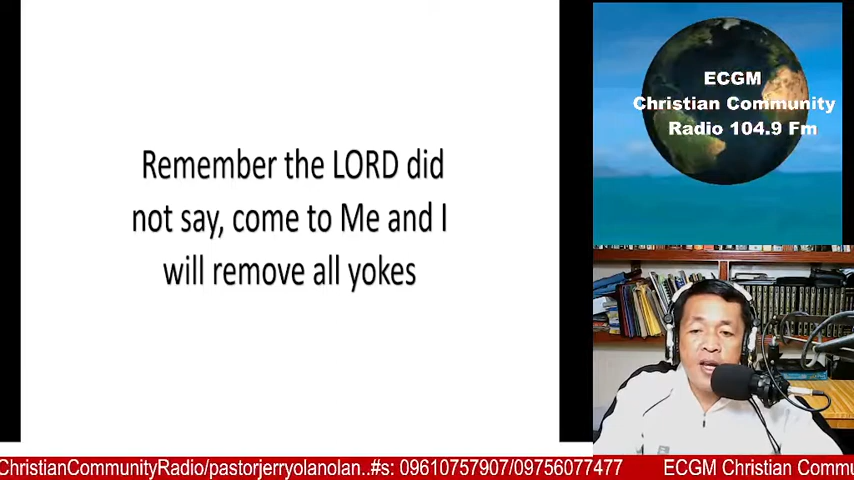 Remember the LORD did
not say, come to Me and I
will remove all yokes
ECGM
Christian Community
Radio 104.9 Fm
ChristianCommunityRadio/pastorjerryolanolan..#s: 09610757907/09756077477 ECGM Christian Commu